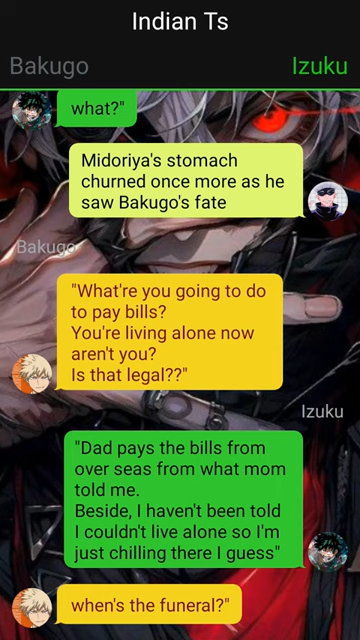 Indian Ts
Bakugo
Izuku
what?"
Midoriya's stomach
churned once more as he
saw Bakugo's fate
Bakugo
"What're you going to do
to pay bills?
You're living alone now
aren't you?
Is that legal??"
Izuku
"Dad pays the bills from
over seas from what mom
told me.
Beside, I haven't been told
I couldn't live alone so I'm
just chilling there I guess"
when's the funeral?"